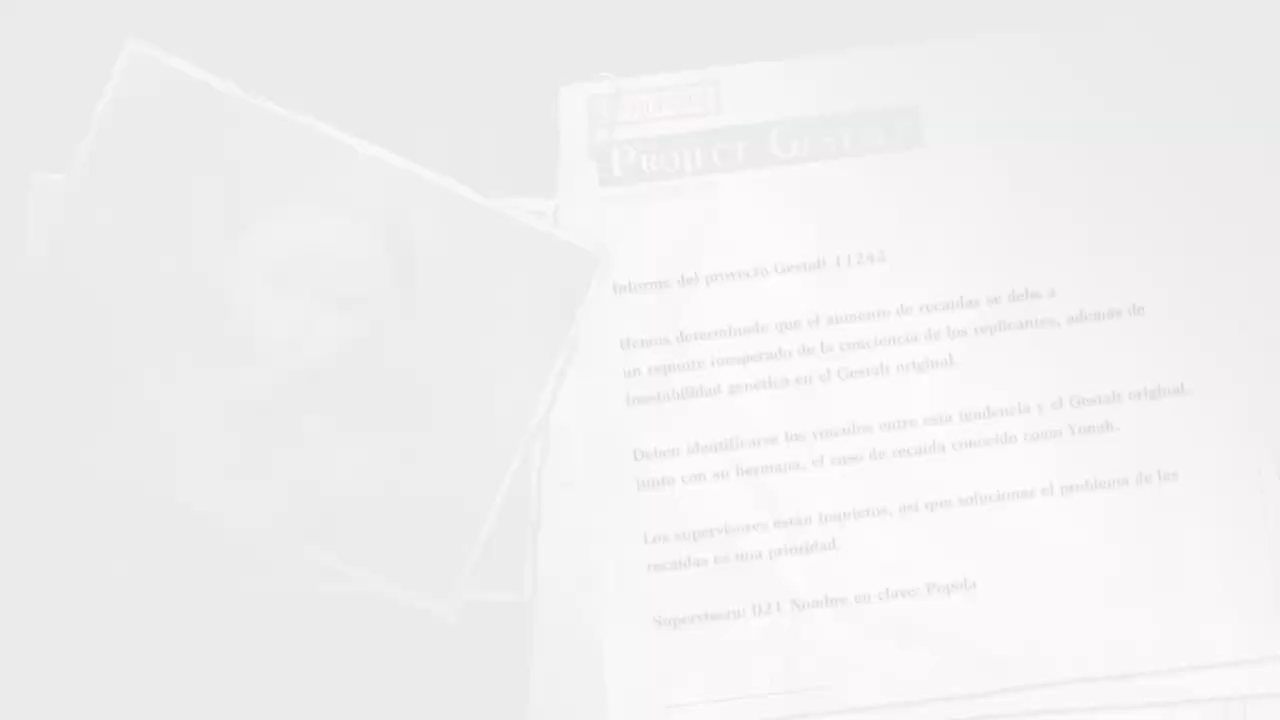 Project Gestalt
Informe del proyecto Gestalt 11243
Hemos determinado que el aumento de recaídas se debe a
un repunte inesperado de la conciencia de los replicantes, además de
inestabilidad genética en el Gestalt original.
Deben identificarse los vínculos entre esta tendencia y el Gestalt original,
junto con su hermana, el caso de recaída conocido como Yonah.
Los supervisores están inquietos, así que solucionar el problema de las
recaídas es una prioridad.
Supervisora: 021 Nombre en clave: Popola